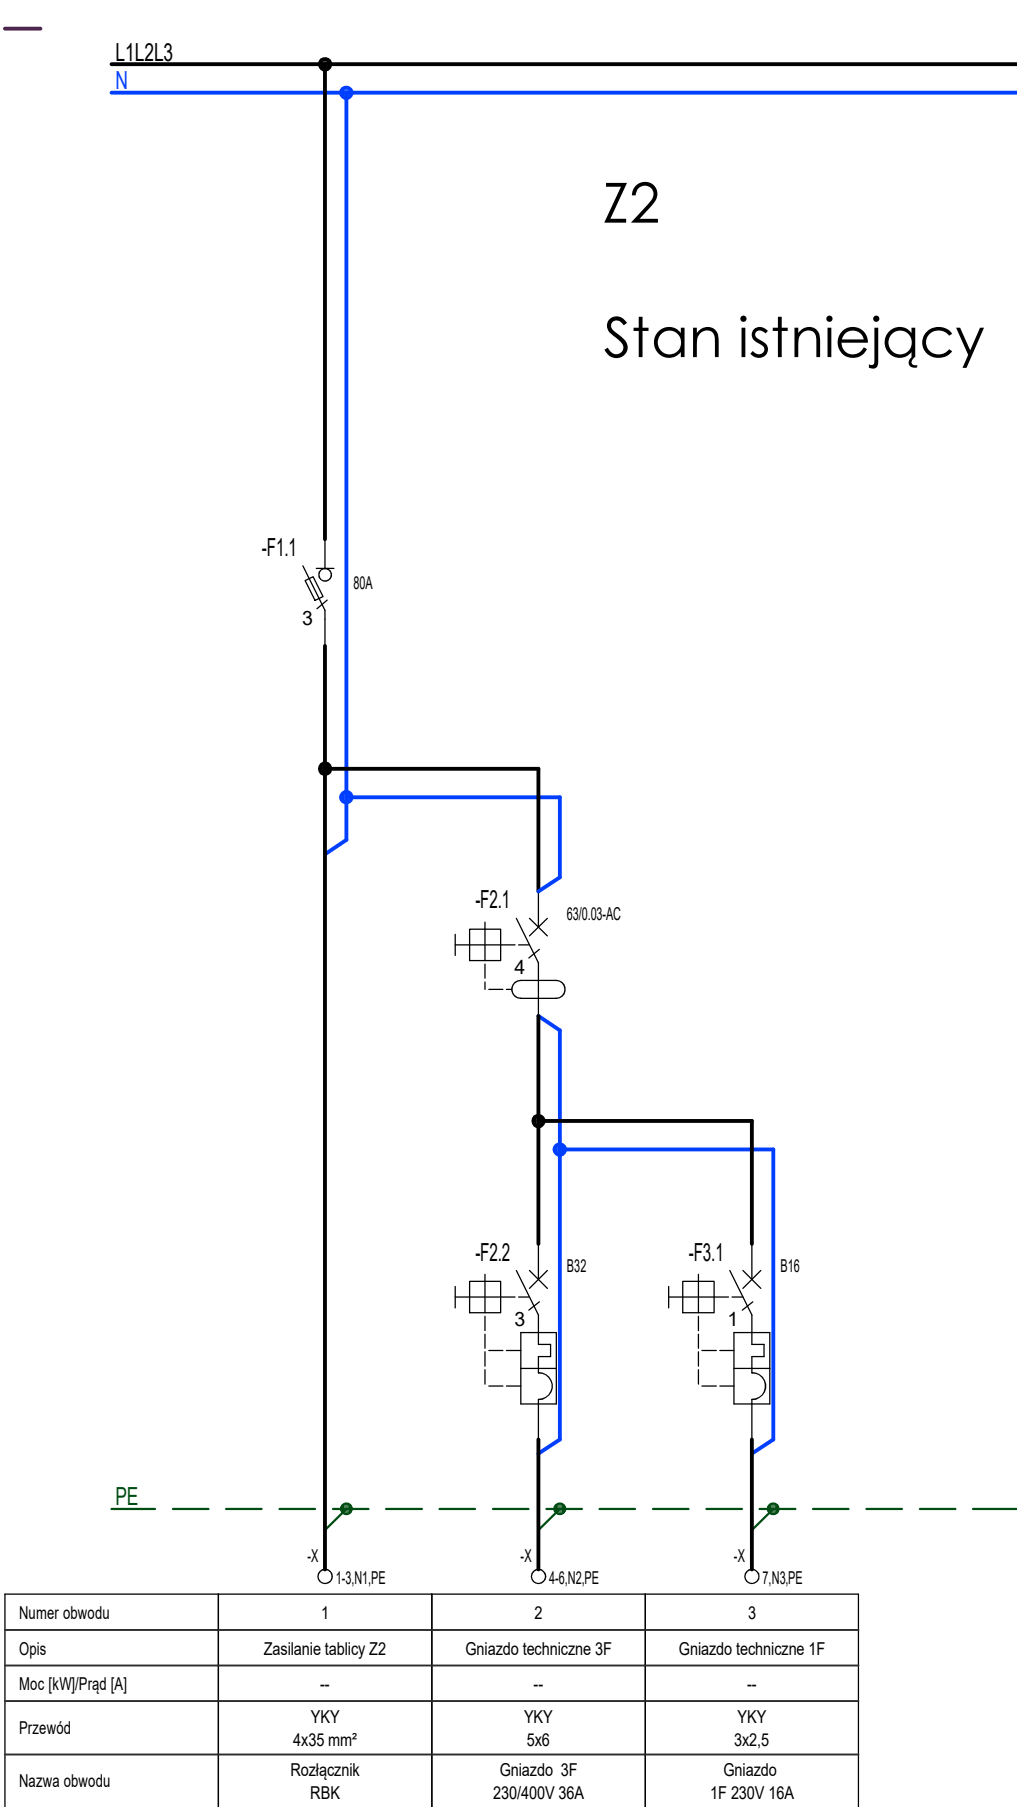 L1L2L3
N
Z2
Stan istniejący
-F1.1
80A
3
-F2.1
63/0.03-AC
4
-F2.2
B32
3
-F3.1
B16
1
PE
-X
1-3,N1,PE
-X
4-6,N2,PE
-X
7,N3,PE
Numer obwodu 1 2 3
Opis Zasilanie tablicy Z2 Gniazdo techniczne 3F Gniazdo techniczne 1F
Moc [kW]/Prąd [A] -- -- --
Przewód YKY 4x35 mm² YKY 5x6 YKY 3x2,5
Nazwa obwodu Rozłącznik RBK Gniazdo 3F 230/400V 36A Gniazdo 1F 230V 16A